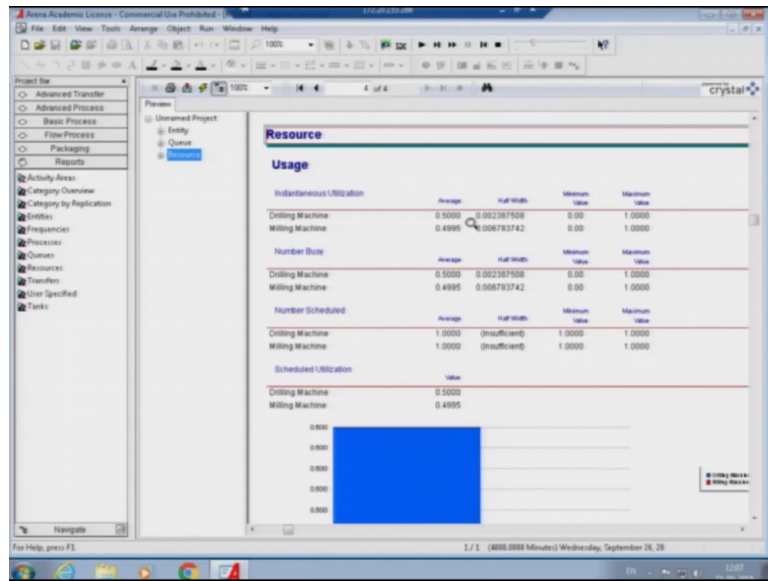 Arena Academic License - Commercial Use Prohibited -
172.20.253.288
File Edit View Tools Arrange Object Run Window Help
100%
Project Bar
Advanced Transfer
Advanced Process
Basic Process
Flow Process
Packaging
Reports
Activity Areas
Category Overview
Category by Replication
Entities
Frequencies
Processes
Queues
Resources
Transfers
User Specified
Tanks
Navigate
100%
4 of 4
crystal
Preview
Unnamed Project
Entity
Queue
Resource
Resource
Usage
Instantaneous Utilization Average Half Width Minimum Value Maximum Value
Drilling Machine 0.5000 0.002387508 0.00 1.0000
Milling Machine 0.4995 0.006783742 0.00 1.0000
Number Busy Average Half Width Minimum Value Maximum Value
Drilling Machine 0.5000 0.002387508 0.00 1.0000
Milling Machine 0.4995 0.006783742 0.00 1.0000
Number Scheduled Average Half Width Minimum Value Maximum Value
Drilling Machine 1.0000 (Insufficient) 1.0000 1.0000
Milling Machine 1.0000 (Insufficient) 1.0000 1.0000
Scheduled Utilization Value
Drilling Machine 0.5000
Milling Machine 0.4995
0.500
0.500
0.500
0.500
0.500
For Help, press F1
1/1 Minutes) Wednesday, September 26, 20
EN
12:07